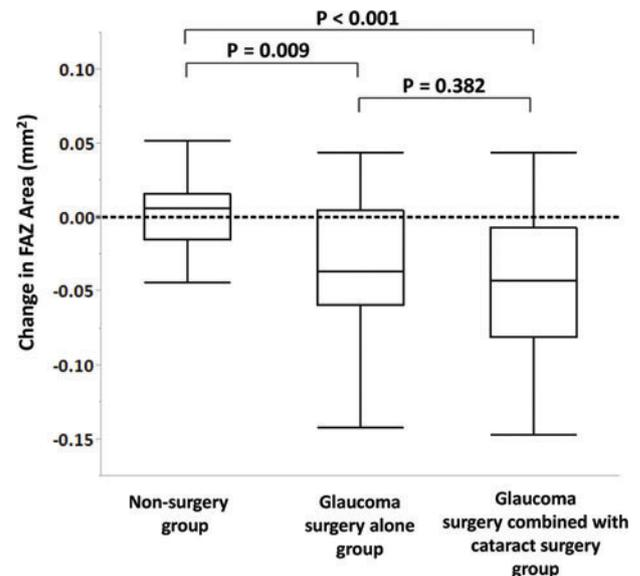 P < 0.001
P = 0.009
P = 0.382
Change in FAZ Area (mm²)
0.10
0.05
0.00
-0.05
-0.10
-0.15
Non-surgery
group
Glaucoma
surgery alone
group
Glaucoma
surgery combined with
cataract surgery
group